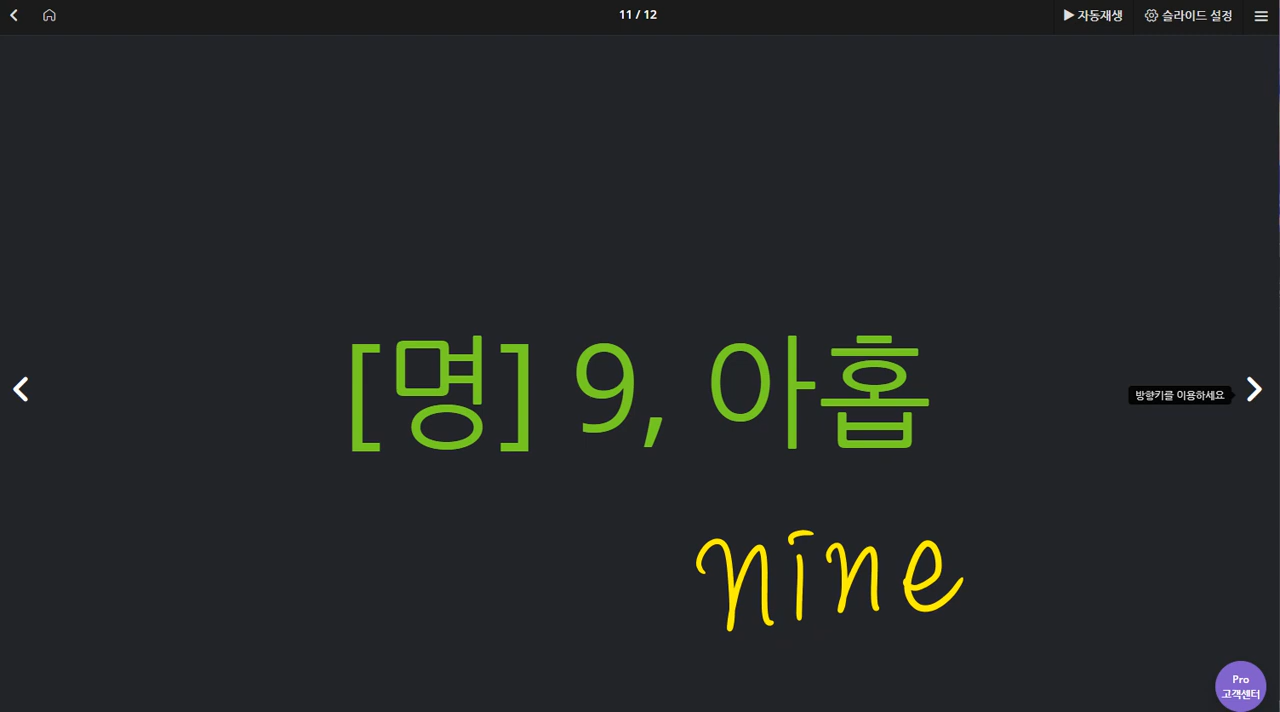 11 / 12
▶ 자동재생
슬라이드 설정
[명] 9, 아홉
방향키를 이용하세요
nine
Pro
고객센터